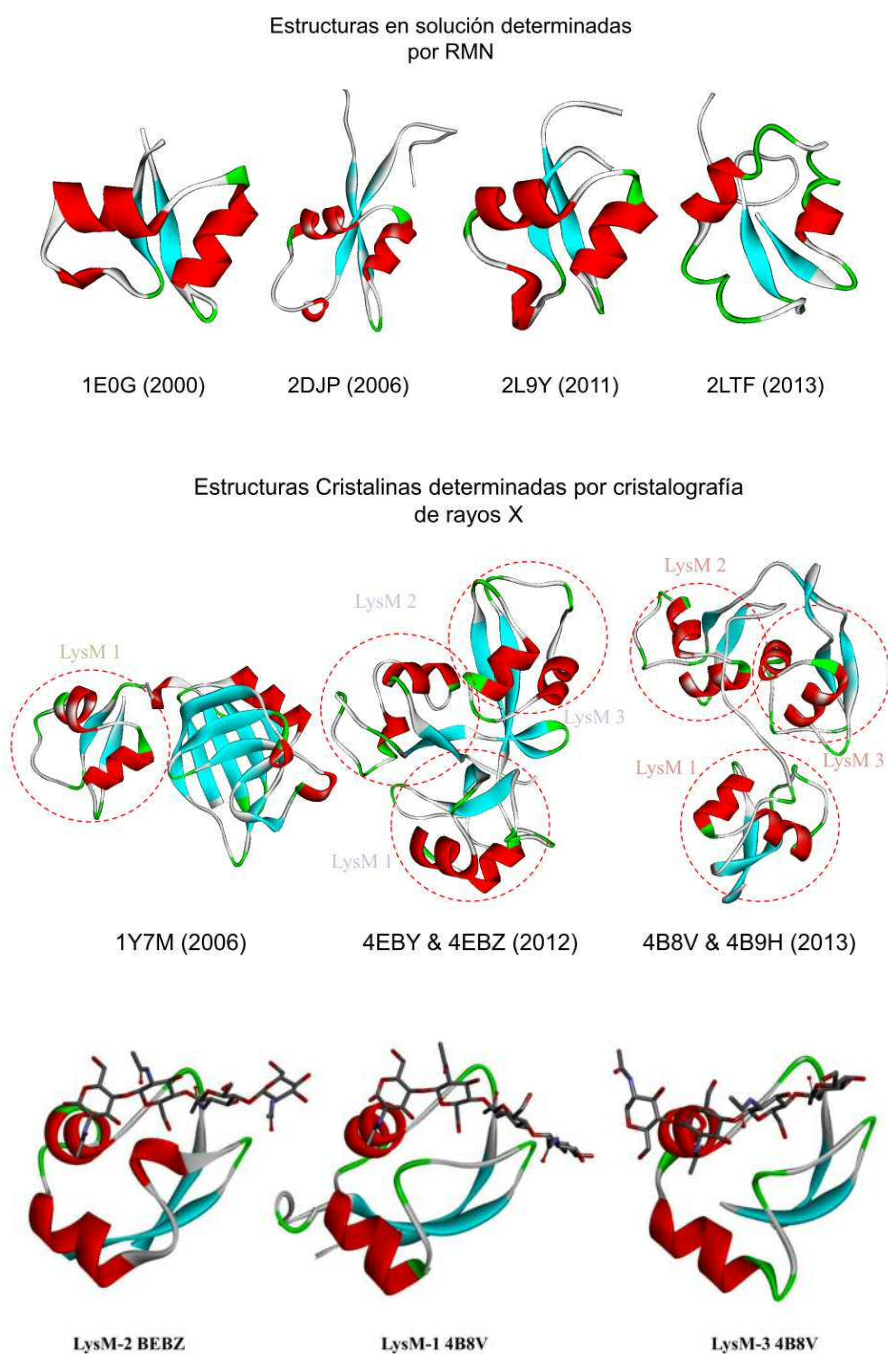 Estructuras en solución determinadas
por RMN
1E0G (2000)
2DJP (2006)
2L9Y (2011)
2LTF (2013)
Estructuras Cristalinas determinadas por cristalografía
de rayos X
LysM 1
LysM 2
LysM 3
LysM 1
LysM 2
LysM 1
LysM 3
1Y7M (2006)
4EBY & 4EBZ (2012)
4B8V & 4B9H (2013)
LysM-2 BEBZ
LysM-1 4B8V
LysM-3 4B8V